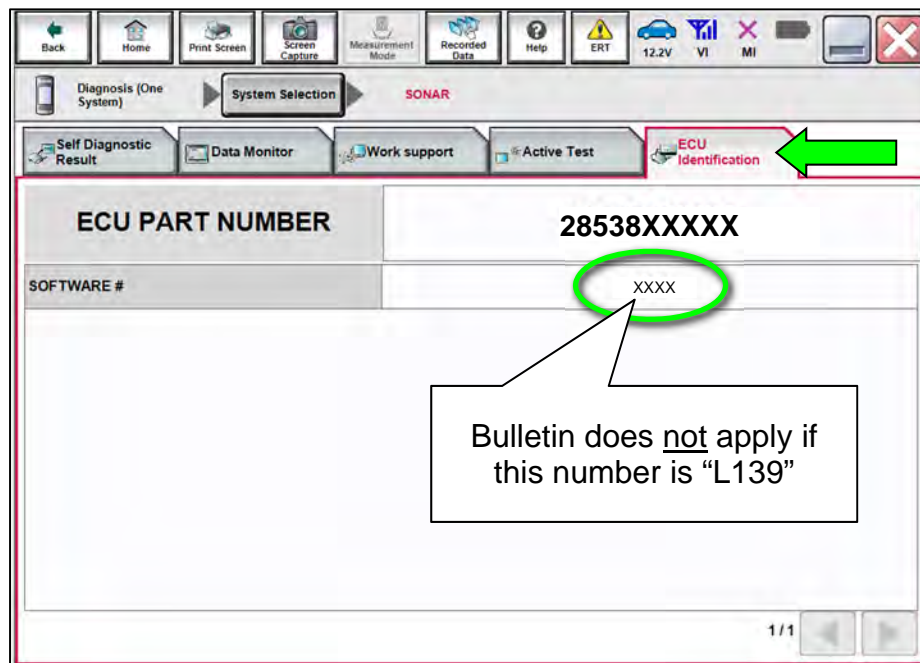 Back
Home
Print Screen
Screen Capture
Measurement Mode
Recorded Data
Help
ERT
12.2V
VI
MI
Diagnosis (One System)
System Selection
SONAR
Self Diagnostic Result
Data Monitor
Work support
Active Test
ECU Identification
ECU PART NUMBER
28538XXXXX
SOFTWARE #
XXXX
Bulletin does not apply if
this number is “L139”
1/1